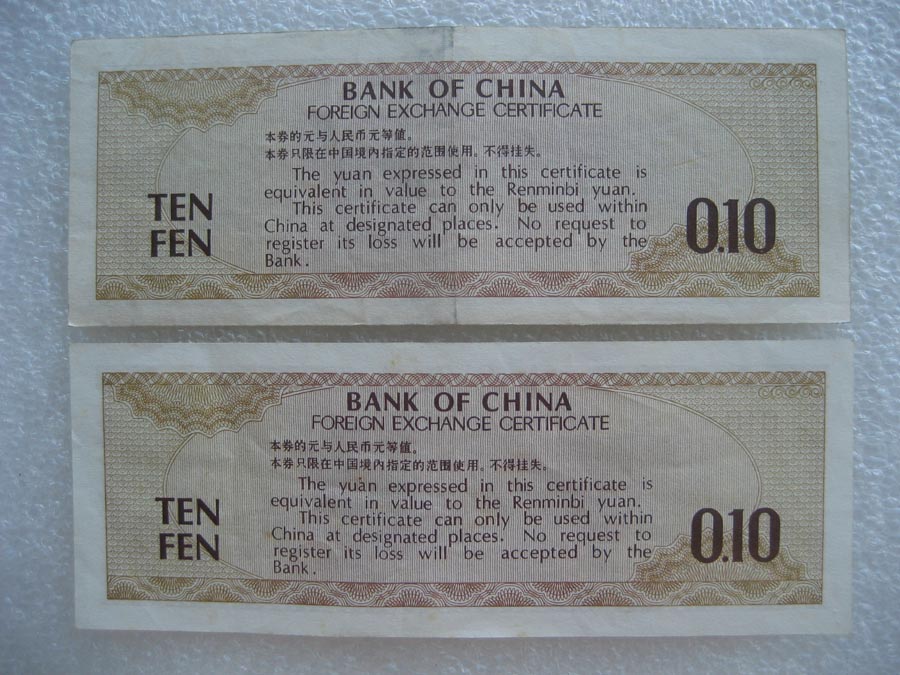 BANK OF CHINA
FOREIGN EXCHANGE CERTIFICATE
本券的元与人民币元等值。
本券只限在中国境内指定的范围使用。不得挂失。
The yuan expressed in this certificate is
equivalent in value to the Renminbi yuan.
This certificate can only be used within
China at designated places. No request to
register its loss will be accepted by the
Bank.
TEN
FEN
0.10
BANK OF CHINA
FOREIGN EXCHANGE CERTIFICATE
本券的元与人民币元等值。
本券只限在中国境内指定的范围使用。不得挂失。
The yuan expressed in this certificate is
equivalent in value to the Renminbi yuan.
This certificate can only be used within
China at designated places. No request to
register its loss will be accepted by the
Bank.
TEN
FEN
0.10